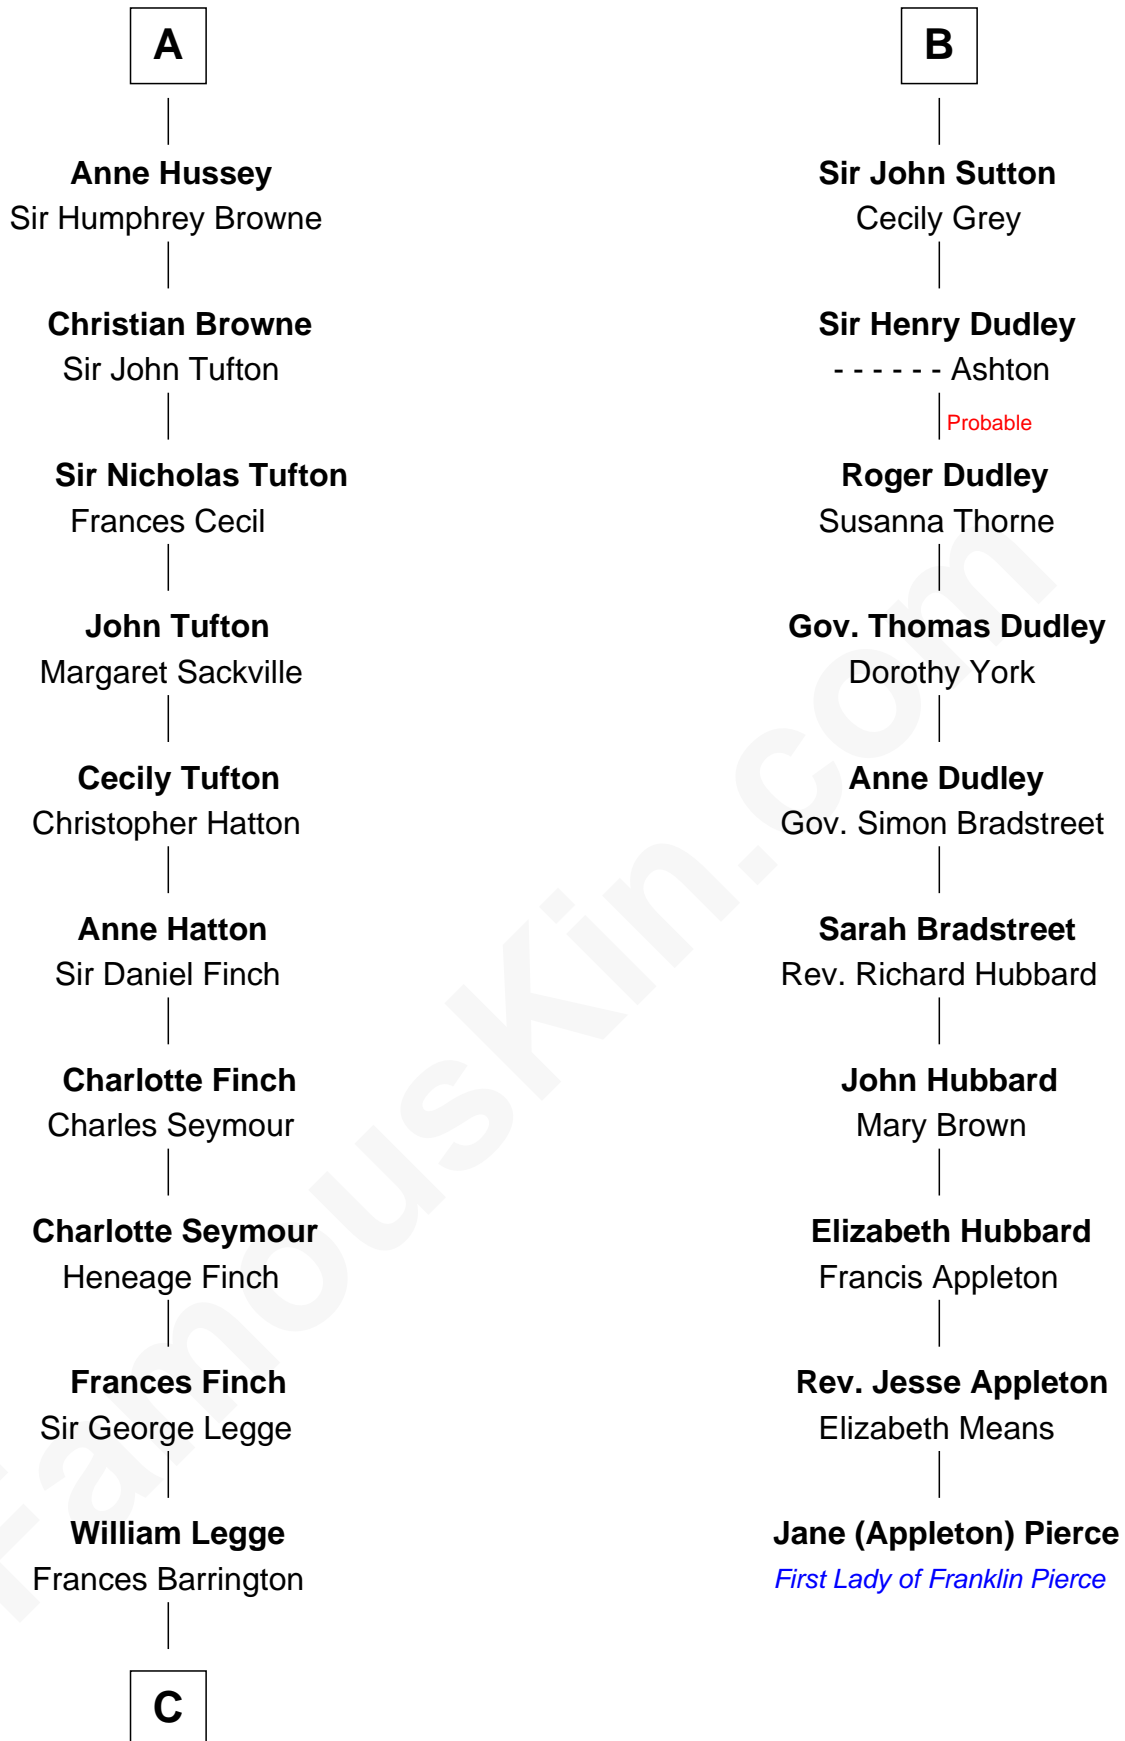 A
Anne Hussey
Sir Humphrey Browne
Christian Browne
Sir John Tufton
Sir Nicholas Tufton
Frances Cecil
John Tufton
Margaret Sackville
Cecily Tufton
Christopher Hatton
Anne Hatton
Sir Daniel Finch
Charlotte Finch
Charles Seymour
Charlotte Seymour
Heneage Finch
Frances Finch
Sir George Legge
William Legge
Frances Barrington
C
B
Sir John Sutton
Cecily Grey
Sir Henry Dudley
- - - - - - Ashton
Probable
Roger Dudley
Susanna Thorne
Gov. Thomas Dudley
Dorothy York
Anne Dudley
Gov. Simon Bradstreet
Sarah Bradstreet
Rev. Richard Hubbard
John Hubbard
Mary Brown
Elizabeth Hubbard
Francis Appleton
Rev. Jesse Appleton
Elizabeth Means
Jane (Appleton) Pierce
First Lady of Franklin Pierce
FamousKin.com